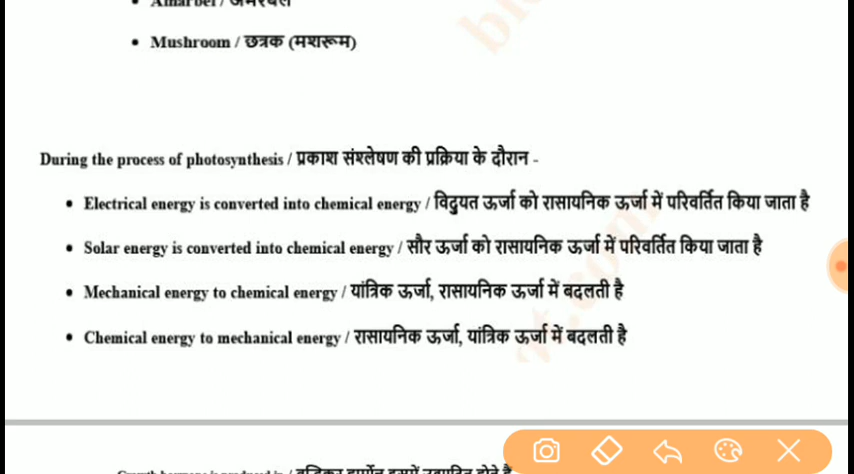 • Mushroom / छत्रक (मशरूम)
During the process of photosynthesis / प्रकाश संश्लेषण की प्रक्रिया के दौरान -
• Electrical energy is converted into chemical energy / विद्युयत ऊर्जा को रासायनिक ऊर्जा में परिवर्तित किया जाता है
• Solar energy is converted into chemical energy / सौर ऊर्जा को रासायनिक ऊर्जा में परिवर्तित किया जाता है
• Mechanical energy to chemical energy / यांत्रिक ऊर्जा, रासायनिक ऊर्जा में बदलती है
• Chemical energy to mechanical energy / रासायनिक ऊर्जा, यांत्रिक ऊर्जा में बदलती है